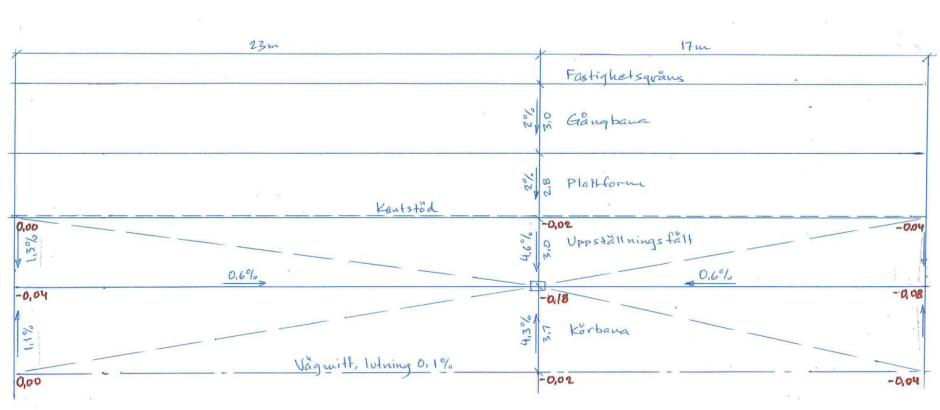 23m
17m
Fastighetsgräns
2%
3.0
Gångbana
2%
2.8
Plattform
Kantstöd
0,00
-0,02
-0,04
1,3%
4,6%
3.0
Uppställningsfält
0.6%
0.6%
-0,04
-0,18
-0,08
1,1%
4,3%
3.7
Körbana
Vägmitt, lutning 0.1%
0,00
-0,02
-0,04